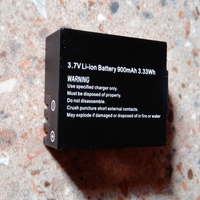 3.7V Li-ion Battery 900mAh 3.33Wh
WARNING
Use specified charger only.
Must be disposed of properly.
Do not disassemble.
Crush puncture short external contacts.
May explode if damaged or disposed of in fire or water